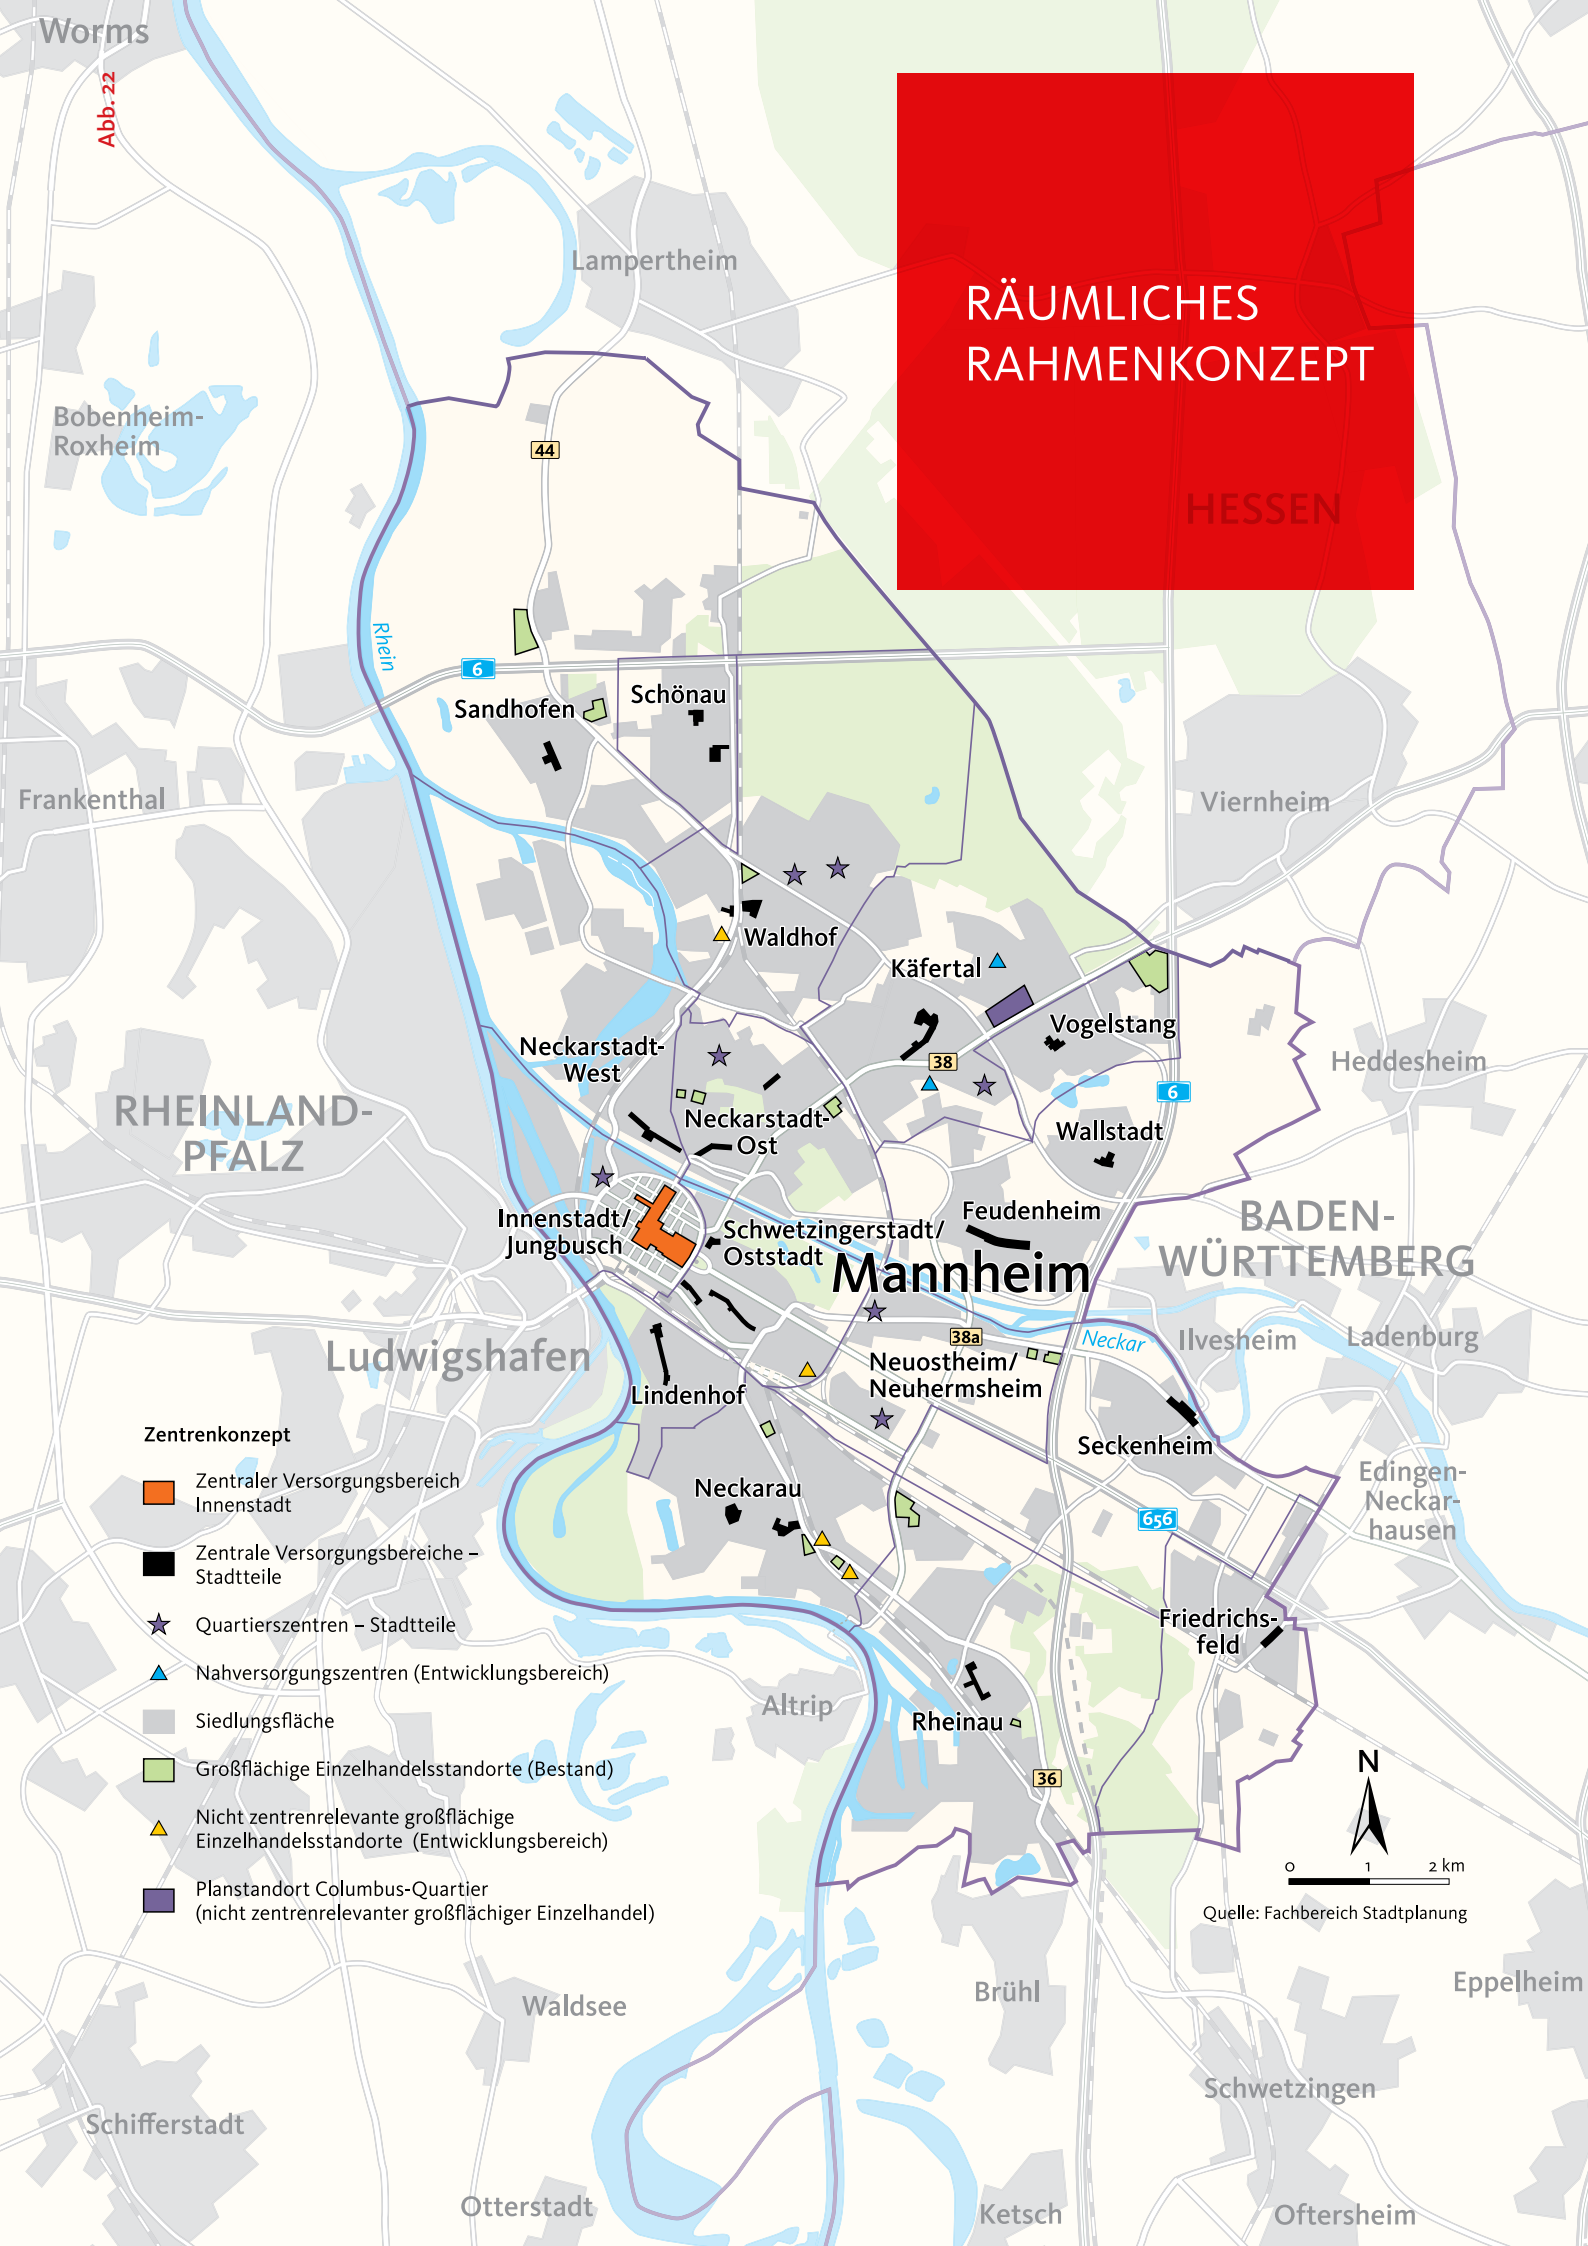 Worms
Abb. 22
RÄUMLICHES
RAHMENKONZEPT
HESSEN
Lampertheim
Bobenheim-
Roxheim
44
Rhein
6
Sandhofen
Schönau
Frankenthal
Viernheim
Waldhof
Käfertal
Vogelstang
Neckarstadt-
West
38
Heddesheim
6
RHEINLAND-
PFALZ
Neckarstadt-
Ost
Wallstadt
Innenstadt/
Jungbusch
Schwetzingerstadt/
Oststadt
Feudenheim
BADEN-
WÜRTTEMBERG
Mannheim
38a
Neckar
Ilvesheim
Ladenburg
Ludwigshafen
Lindenhof
Neuostheim/
Neuhermsheim
Seckenheim
Neckarau
Edingen-
Neckar-
hausen
656
Friedrichs-
feld
Altrip
Rheinau
36
Zentrenkonzept
Zentraler Versorgungsbereich
Innenstadt
Zentrale Versorgungsbereiche –
Stadtteile
Quartierszentren – Stadtteile
Nahversorgungszentren (Entwicklungsbereich)
Siedlungsfläche
Großflächige Einzelhandelsstandorte (Bestand)
Nicht zentrenrelevante großflächige
Einzelhandelsstandorte (Entwicklungsbereich)
Planstandort Columbus-Quartier
(nicht zentrenrelevanter großflächiger Einzelhandel)
N
0 1 2 km
Quelle: Fachbereich Stadtplanung
Waldsee
Brühl
Eppelheim
Schwetzingen
Schifferstadt
Otterstadt
Ketsch
Oftersheim